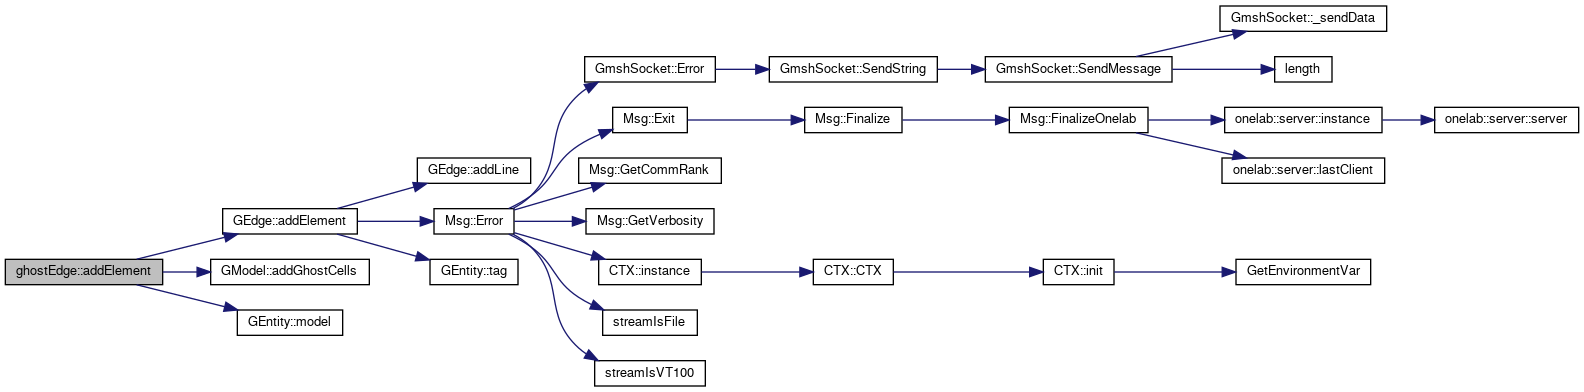 GmshSocket::_sendData
GmshSocket::Error
GmshSocket::SendString
GmshSocket::SendMessage
length
Msg::Exit
Msg::Finalize
Msg::FinalizeOnelab
onelab::server::instance
onelab::server::server
GEdge::addLine
Msg::GetCommRank
onelab::server::lastClient
GEdge::addElement
Msg::Error
Msg::GetVerbosity
ghostEdge::addElement
GModel::addGhostCells
GEntity::tag
CTX::instance
CTX::CTX
CTX::init
GetEnvironmentVar
GEntity::model
streamIsFile
streamIsVT100